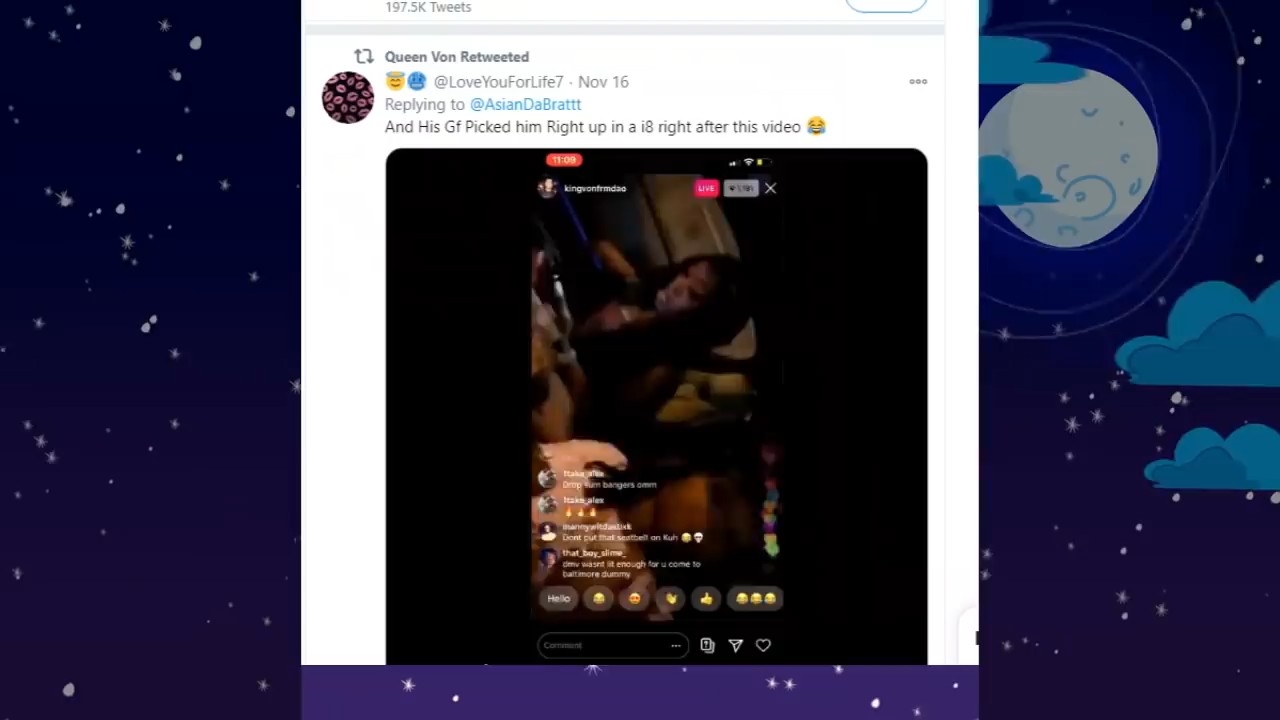 197.5K Tweets
Queen Von Retweeted
@LoveYouForLife7 · Nov 16
Replying to @AsianDaBrattt
And His Gf Picked him Right up in a i8 right after this video 😂
11:09
kingvonfrmdao
LIVE
Drop sum bangers omm
🔥🔥🔥
mannywitdastixk
Dont put that seatbelt on Kuh 😂💀
that_boy_slime_
dmv wasnt lit enough for u come to
baltimore dummy
Hello
Comment